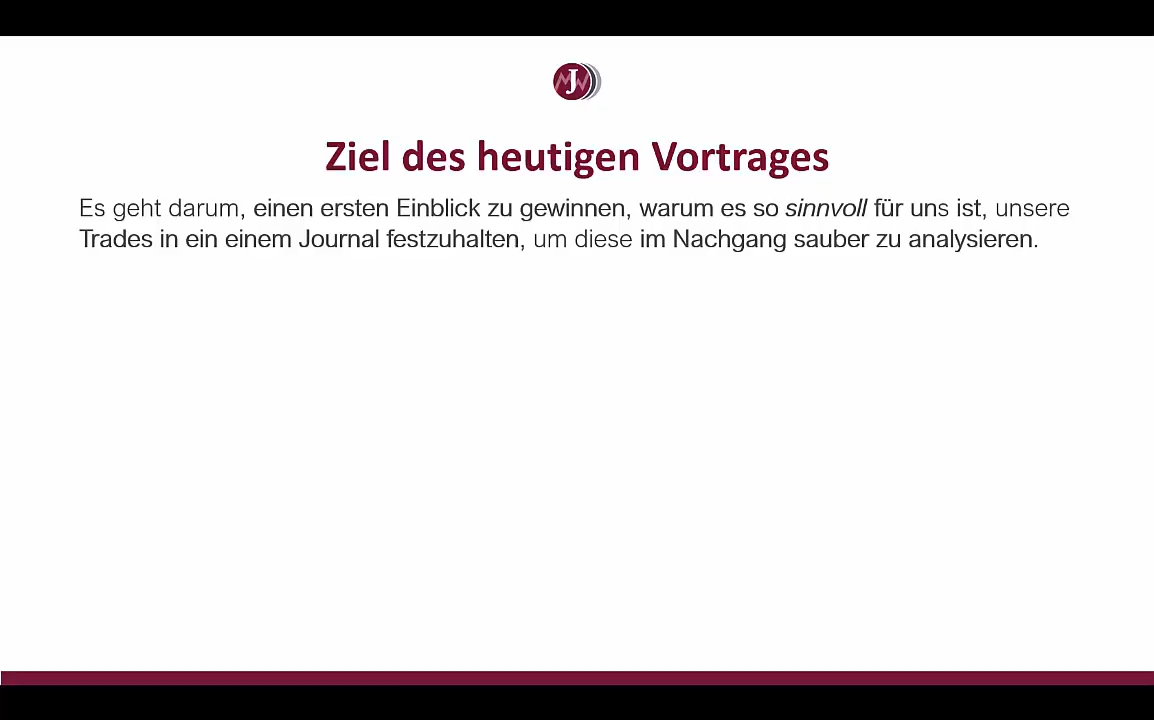 J
Ziel des heutigen Vortrages
Es geht darum, einen ersten Einblick zu gewinnen, warum es so sinnvoll für uns ist, unsere
Trades in ein einem Journal festzuhalten, um diese im Nachgang sauber zu analysieren.